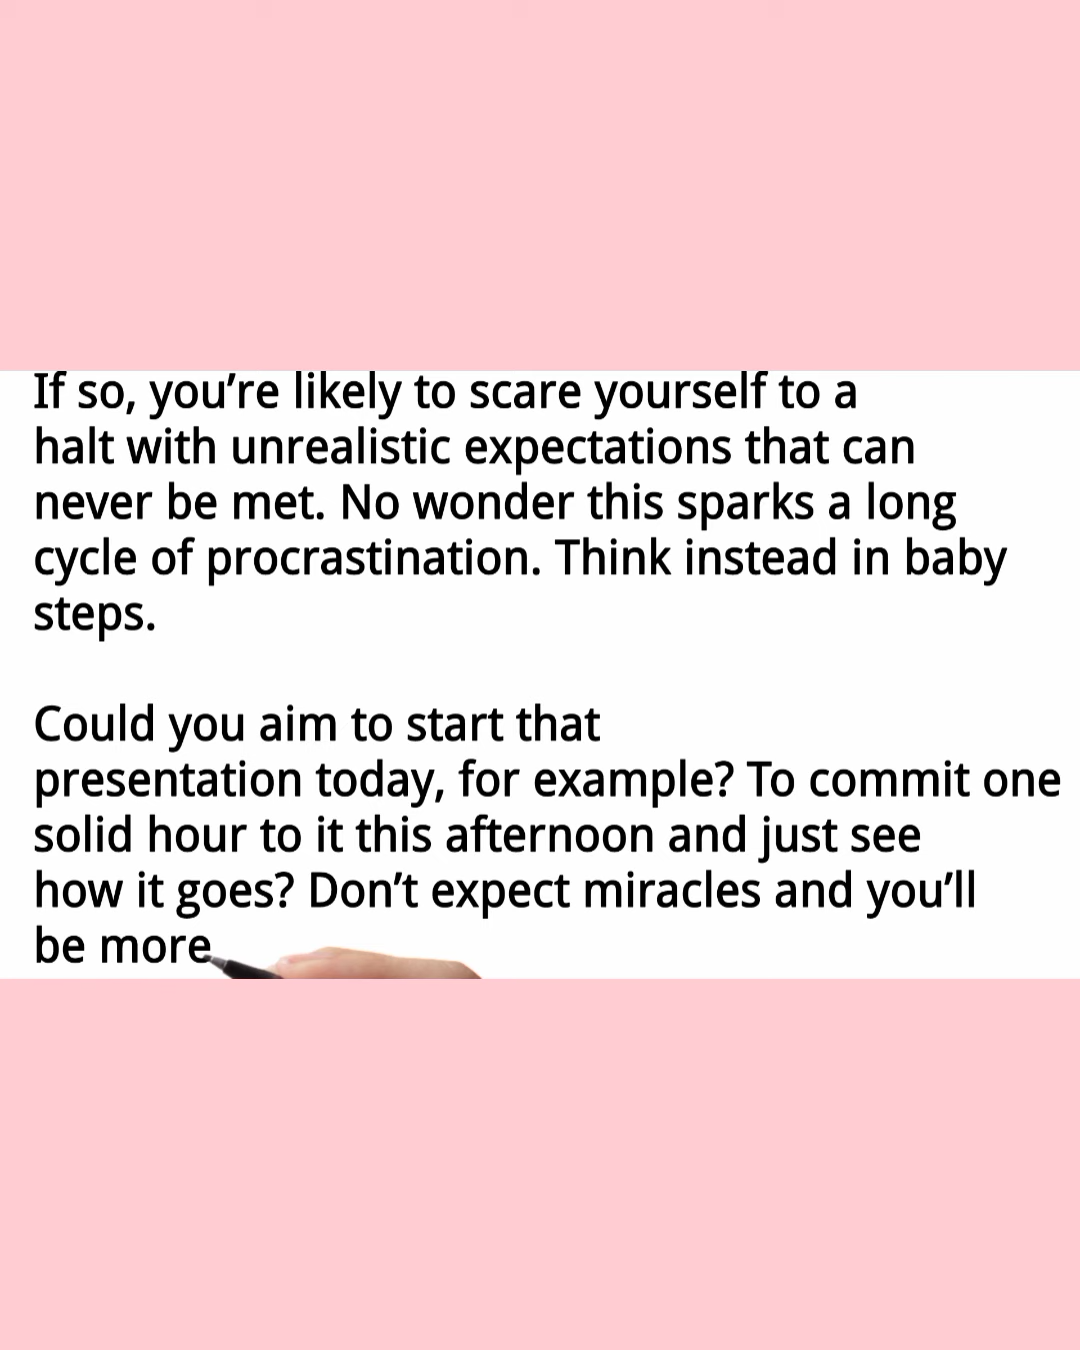 If so, you’re likely to scare yourself to a
halt with unrealistic expectations that can
never be met. No wonder this sparks a long
cycle of procrastination. Think instead in baby
steps.
Could you aim to start that
presentation today, for example? To commit one
solid hour to it this afternoon and just see
how it goes? Don’t expect miracles and you’ll
be more